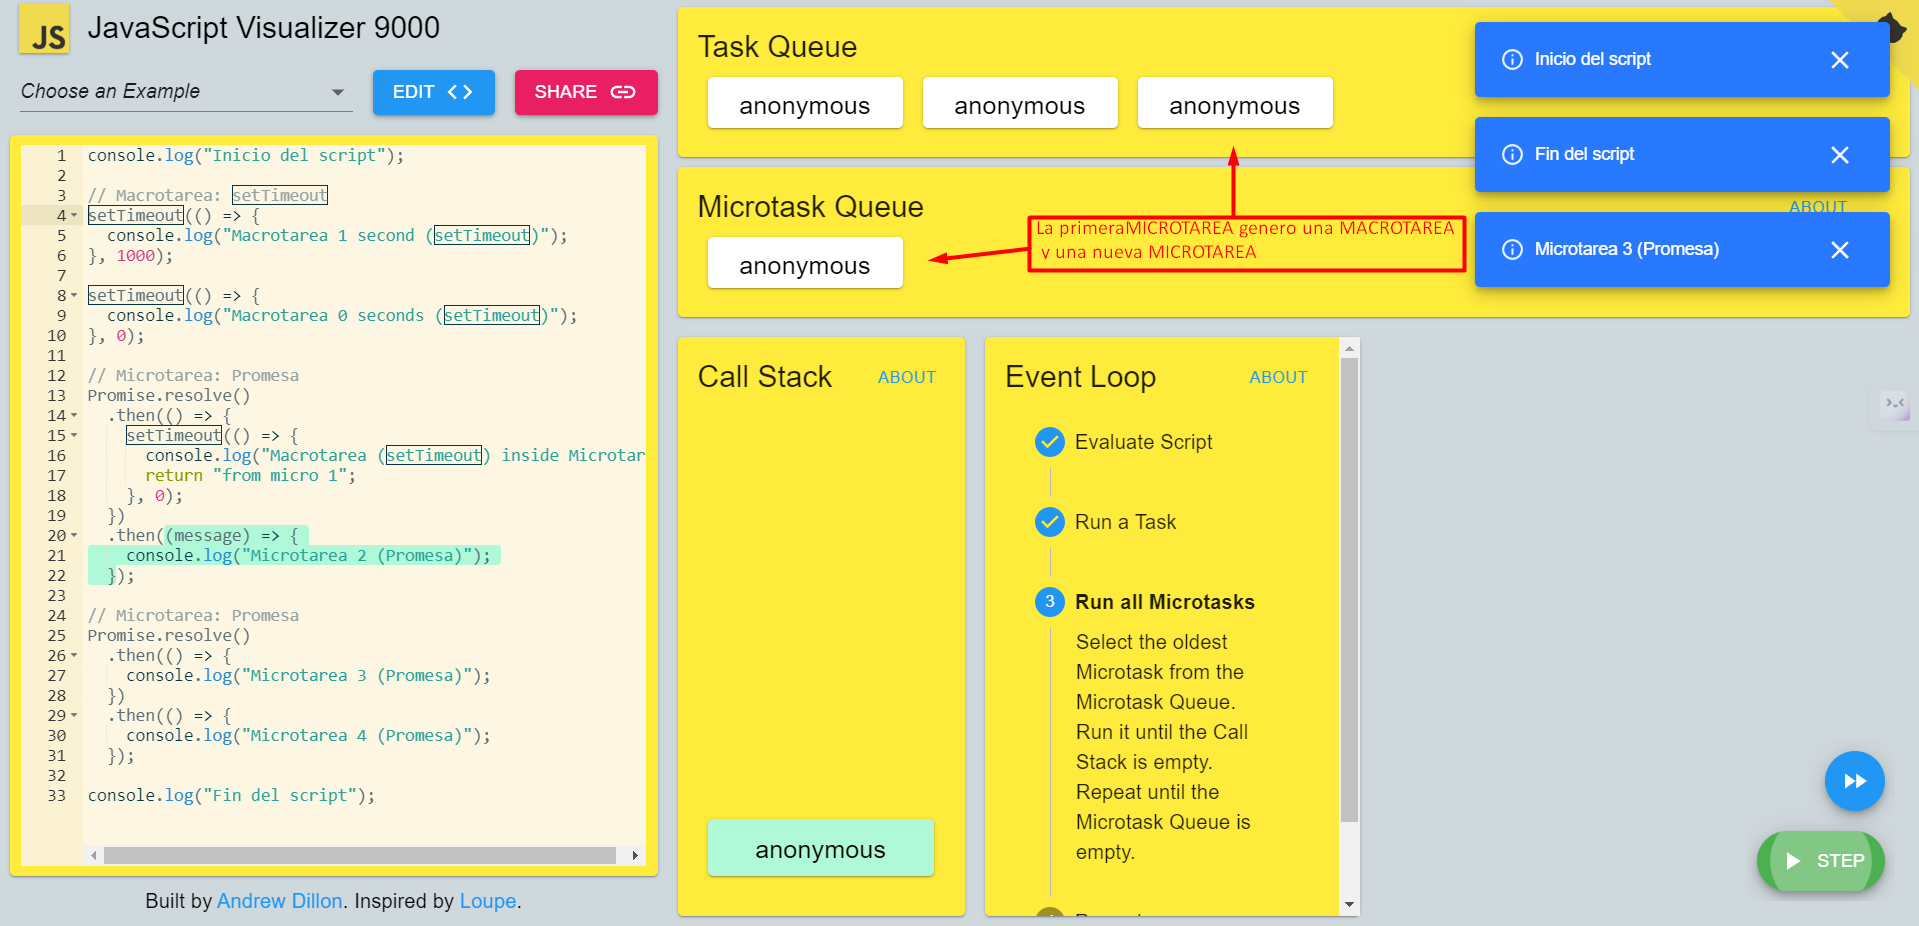 JS
JavaScript Visualizer 9000
Choose an Example
EDIT
SHARE
1 console.log("Inicio del script");
2
3 // Macrotarea: setTimeout
4 setTimeout(() => {
5 console.log("Macrotarea 1 second (setTimeout)");
6 }, 1000);
7
8 setTimeout(() => {
9 console.log("Macrotarea 0 seconds (setTimeout)");
10 }, 0);
11
12 // Microtarea: Promesa
13 Promise.resolve()
14 .then(() => {
15 setTimeout(() => {
16 console.log("Macrotarea (setTimeout) inside Microtar
17 return "from micro 1";
18 }, 0);
19 })
20 .then((message) => {
21 console.log("Microtarea 2 (Promesa)");
22 });
23
24 // Microtarea: Promesa
25 Promise.resolve()
26 .then(() => {
27 console.log("Microtarea 3 (Promesa)");
28 })
29 .then(() => {
30 console.log("Microtarea 4 (Promesa)");
31 });
32
33 console.log("Fin del script");
Built by Andrew Dillon. Inspired by Loupe.
Task Queue
anonymous anonymous anonymous
Microtask Queue
ABOUT
anonymous
La primeraMICROTAREA genero una MACROTAREA
y una nueva MICROTAREA
Inicio del script
Fin del script
Microtarea 3 (Promesa)
Call Stack
ABOUT
anonymous
Event Loop
ABOUT
Evaluate Script
Run a Task
3 Run all Microtasks
Select the oldest
Microtask from the
Microtask Queue.
Run it until the Call
Stack is empty.
Repeat until the
Microtask Queue is
empty.
STEP